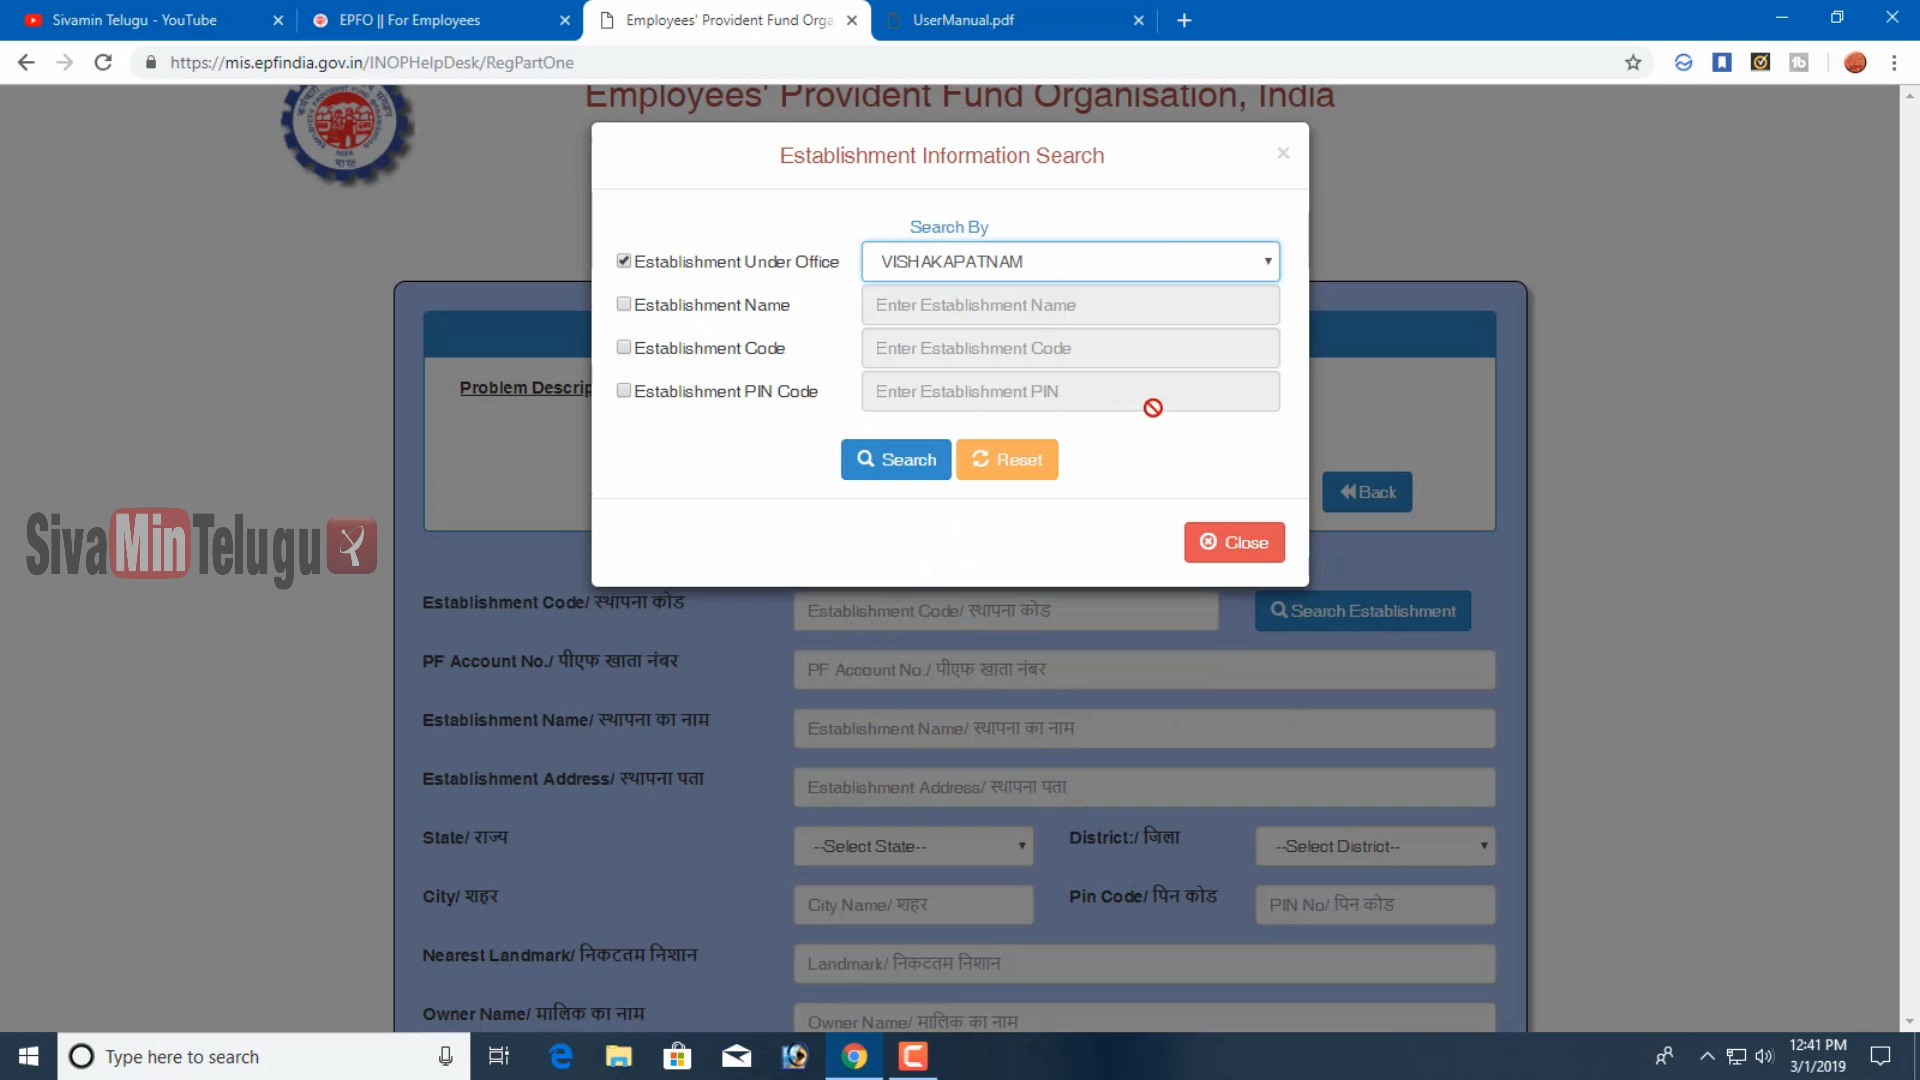 Sivamin Telugu - YouTube
EPFO || For Employees
Employees' Provident Fund Orga
UserManual.pdf
https://mis.epfindia.gov.in/INOPHelpDesk/RegPartOne
Employees' Provident Fund Organisation, India
Establishment Information Search
Search By
Establishment Under Office VISHAKAPATNAM
Establishment Name Enter Establishment Name
Establishment Code Enter Establishment Code
Establishment PIN Code Enter Establishment PIN
Problem Descrip
Search Reset
Back
Close
SivaMinTelugu
Establishment Code/ स्थापना कोड Establishment Code/ स्थापना कोड Search Establishment
PF Account No./ पीएफ खाता नंबर PF Account No./ पीएफ खाता नंबर
Establishment Name/ स्थापना का नाम Establishment Name/ स्थापना का नाम
Establishment Address/ स्थापना पता Establishment Address/ स्थापना पता
State/ राज्य --Select State-- District:/ जिला --Select District--
City/ शहर City Name/ शहर Pin Code/ पिन कोड PIN No/ पिन कोड
Nearest Landmark/ निकटतम निशान Landmark/ निकटतम निशान
Owner Name/ मालिक का नाम Owner Name/ मालिक का नाम
Type here to search
12:41 PM
3/1/2019